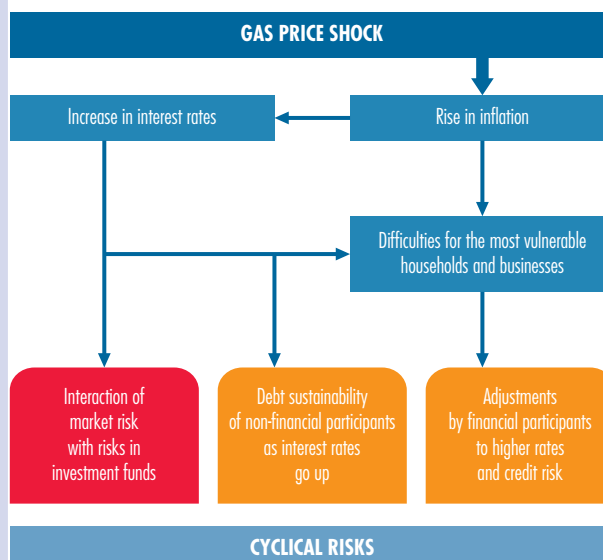 GAS PRICE SHOCK
Increase in interest rates
Rise in inflation
Difficulties for the most vulnerable
households and businesses
Interaction of
market risk
with risks in
investment funds
Debt sustainability
of non-financial participants
as interest rates
go up
Adjustments
by financial participants
to higher rates
and credit risk
CYCLICAL RISKS